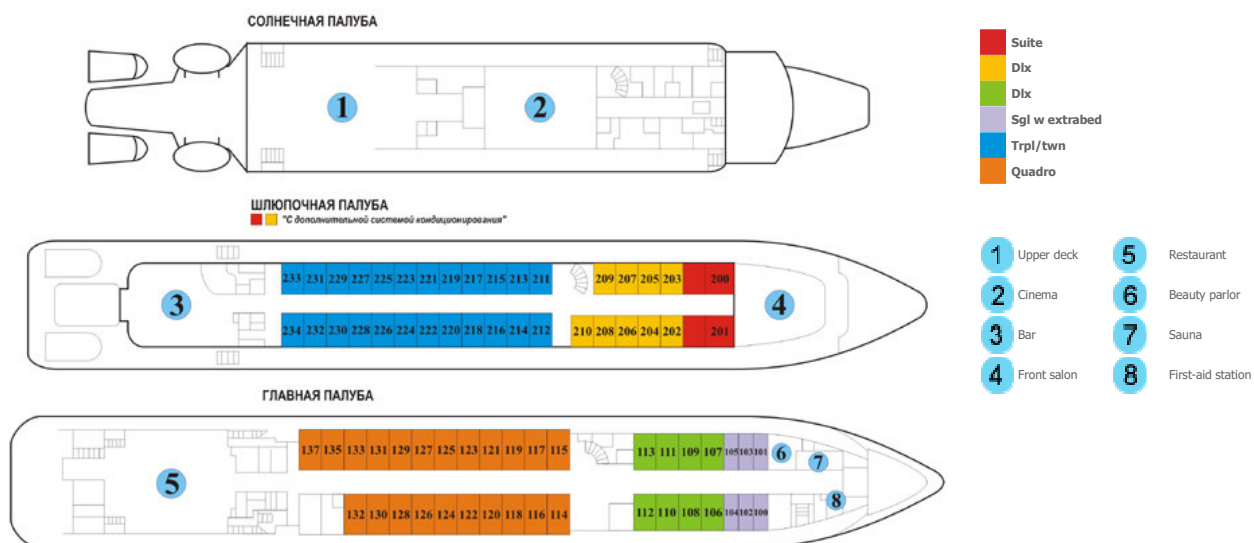 СОЛНЕЧНАЯ ПАЛУБА
1
2
ШЛЮПОЧНАЯ ПАЛУБА
"С дополнительной системой кондиционирования"
233 231 229 227 225 223 221 219 217 215 213 211
209 207 205 203 200
3
4
234 232 230 228 226 224 222 220 218 216 214 212
210 208 206 204 202 201
ГЛАВНАЯ ПАЛУБА
137 135 133 131 129 127 125 123 121 119 117 115
113 111 109 107 105 103 101
6
7
5
8
132 130 128 126 124 122 120 118 116 114
112 110 108 106 104 102 100
Suite
Dlx
Dlx
Sgl w extrabed
Trpl/twn
Quadro
1 Upper deck
5 Restaurant
2 Cinema
6 Beauty parlor
3 Bar
7 Sauna
4 Front salon
8 First-aid station